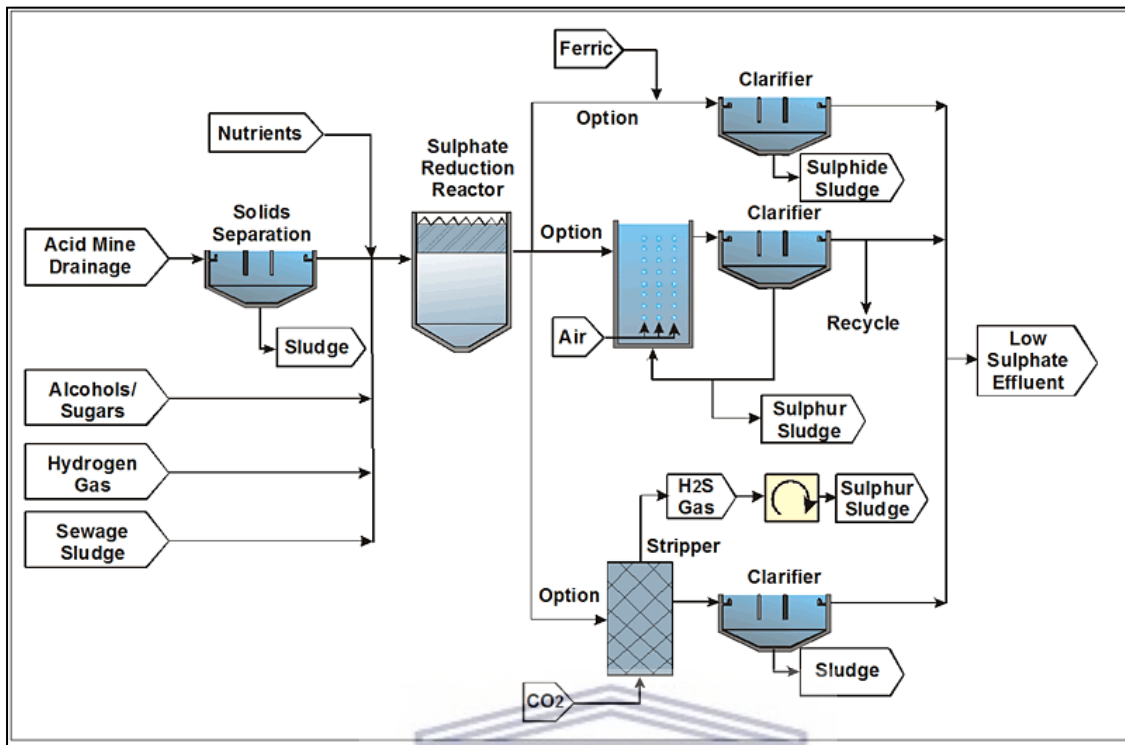 Ferric
Clarifier
Option
Nutrients
Sulphate
Reduction
Reactor
Sulphide
Sludge
Solids
Separation
Clarifier
Option
Acid Mine
Drainage
Air
Recycle
Sludge
Low
Sulphate
Effluent
Alcohols/
Sugars
Sulphur
Sludge
Hydrogen
Gas
H2S
Gas
Sulphur
Sludge
Sewage
Sludge
Stripper
Clarifier
Option
Sludge
CO2